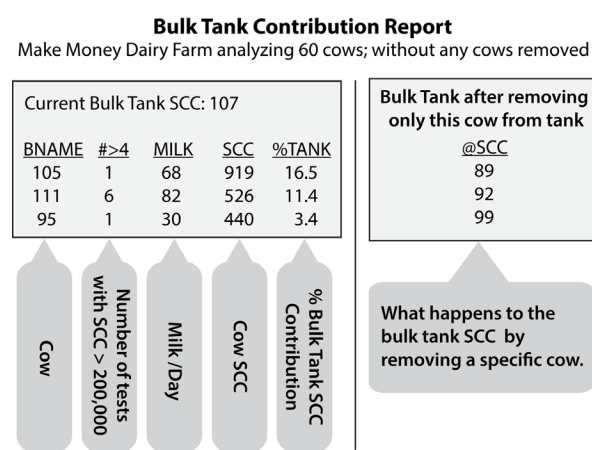 Bulk Tank Contribution Report
Make Money Dairy Farm analyzing 60 cows; without any cows removed
Current Bulk Tank SCC: 107
BNAME #>4 MILK SCC %TANK
105 1 68 919 16.5
111 6 82 526 11.4
95 1 30 440 3.4
Bulk Tank after removing
only this cow from tank
@SCC
89
92
99
Cow
Number of tests
with SCC > 200,000
Milk /Day
Cow SCC
% Bulk Tank SCC
Contribution
What happens to the
bulk tank SCC by
removing a specific cow.